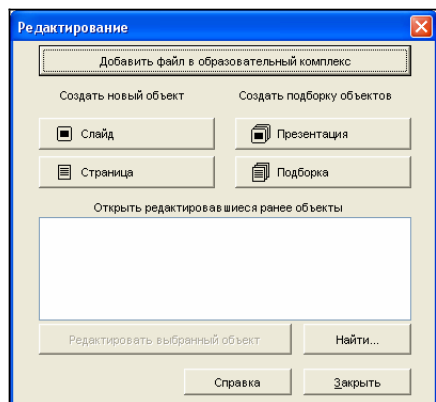 Редактирование
Добавить файл в образовательный комплекс
Создать новый объект
Создать подборку объектов
Слайд
Презентация
Страница
Подборка
Открыть редактировавшиеся ранее объекты
Редактировать выбранный объект
Найти...
Справка
Закрыть